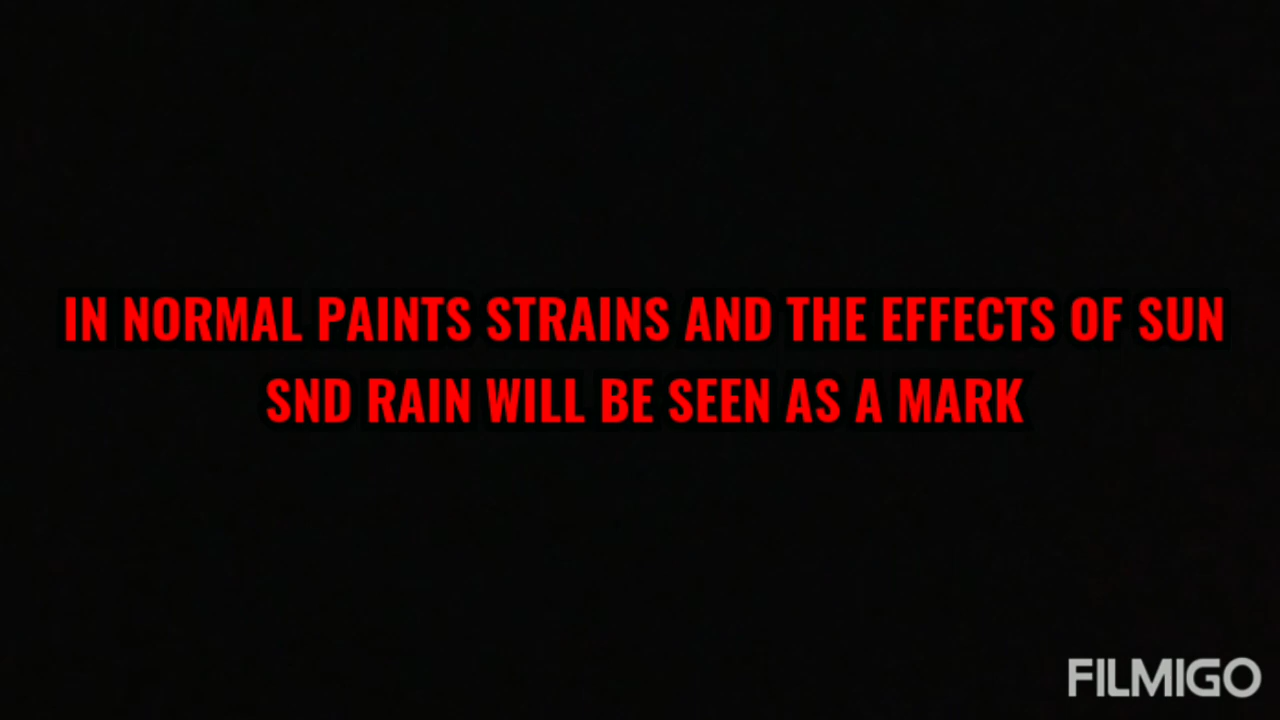 IN NORMAL PAINTS STRAINS AND THE EFFECTS OF SUN
SND RAIN WILL BE SEEN AS A MARK
FILMIGO